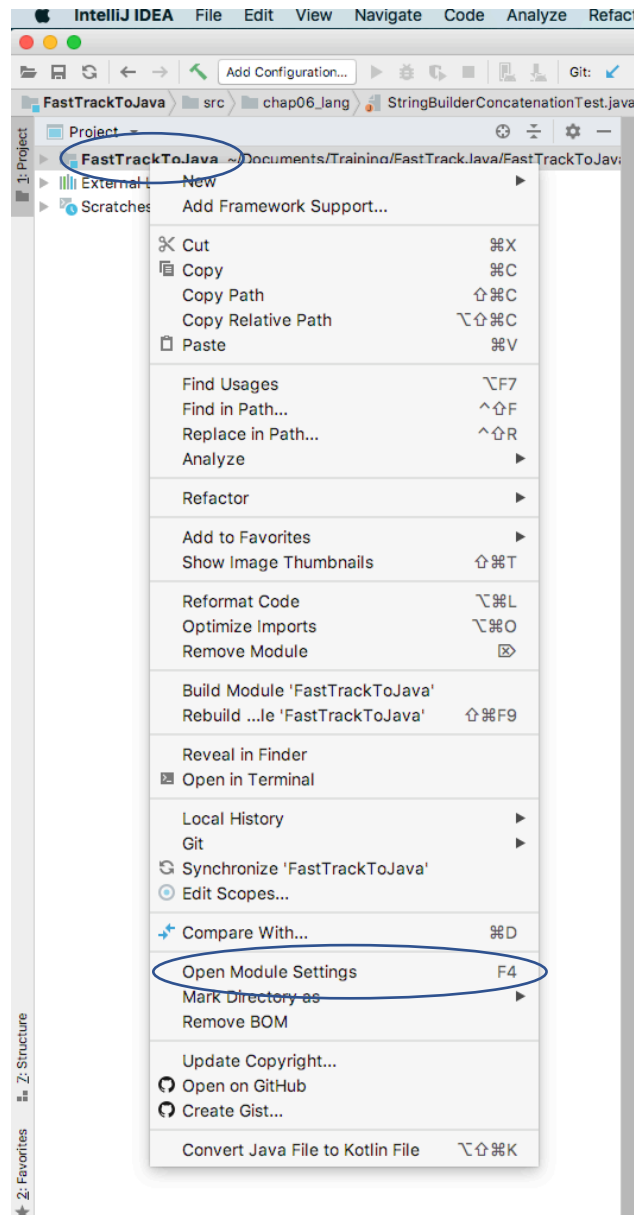 IntelliJ IDEA File Edit View Navigate Code Analyze Refact
Add Configuration... Git:
FastTrackToJava src chap06_lang StringBuilderConcatenationTest.java
1: Project
Project
FastTrackToJava ~/Documents/Training/FastTrackJava/FastTrackToJava
External
Scratches
New
Add Framework Support...
Cut ⌘X
Copy ⌘C
Copy Path ⇧⌘C
Copy Relative Path ⌥⇧⌘C
Paste ⌘V
Find Usages ⌥F7
Find in Path... ^⇧F
Replace in Path... ^⇧R
Analyze
Refactor
Add to Favorites
Show Image Thumbnails ⇧⌘T
Reformat Code ⌥⌘L
Optimize Imports ⌥⌘O
Remove Module ⌦
Build Module 'FastTrackToJava'
Rebuild ...le 'FastTrackToJava' ⇧⌘F9
Reveal in Finder
Open in Terminal
Local History
Git
Synchronize 'FastTrackToJava'
Edit Scopes...
Compare With... ⌘D
Open Module Settings F4
Mark Directory as
Remove BOM
Update Copyright...
Open on GitHub
Create Gist...
Convert Java File to Kotlin File ⌥⇧⌘K
Z: Structure
2: Favorites